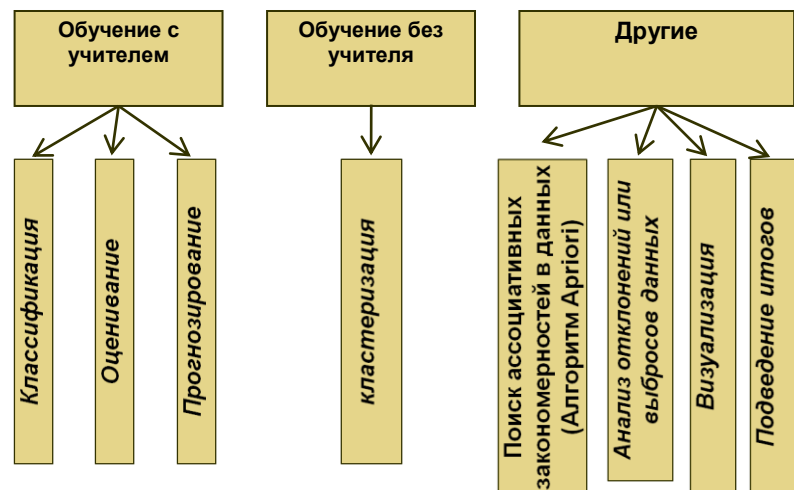 Обучение с
учителем
Обучение без
учителя
Другие
Классификация
Оценивание
Прогнозирование
кластеризация
Поиск ассоциативных
закономерностей в данных
(Алгоритм Apriori)
Анализ отклонений или
выбросов данных
Визуализация
Подведение итогов